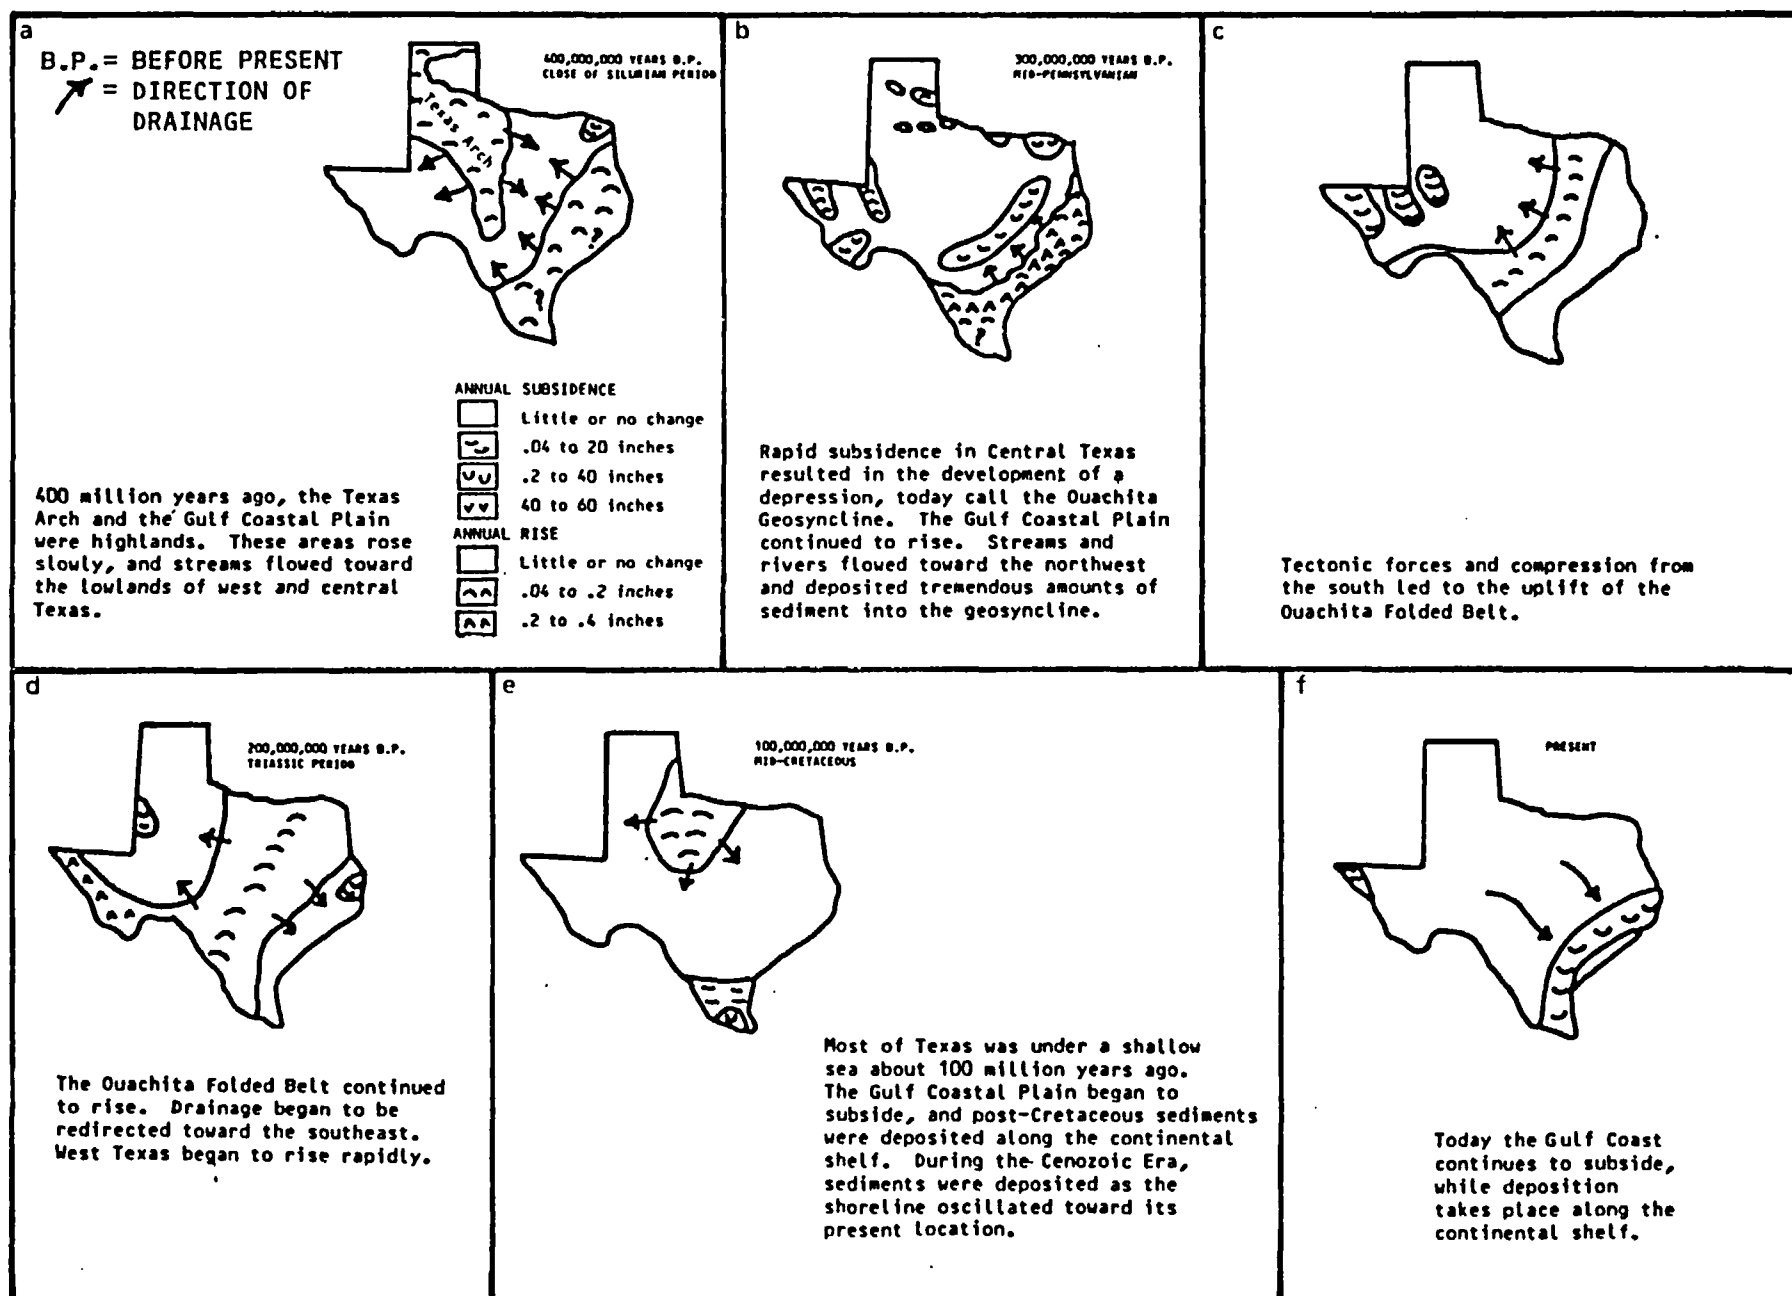 a
B.P.= BEFORE PRESENT
= DIRECTION OF
DRAINAGE
400,000,000 YEARS B.P.
CLOSE OF SILURIAN PERIOD
Texas Arch
?
?
ANNUAL SUBSIDENCE
Little or no change
.04 to 20 inches
.2 to 40 inches
40 to 60 inches
ANNUAL RISE
Little or no change
.04 to .2 inches
.2 to .4 inches
400 million years ago, the Texas
Arch and the Gulf Coastal Plain
were highlands. These areas rose
slowly, and streams flowed toward
the lowlands of west and central
Texas.
b
300,000,000 YEARS B.P.
MID-PENNSYLVANIAN
?
Rapid subsidence in Central Texas
resulted in the development of a
depression, today call the Ouachita
Geosyncline. The Gulf Coastal Plain
continued to rise. Streams and
rivers flowed toward the northwest
and deposited tremendous amounts of
sediment into the geosyncline.
c
Tectonic forces and compression from
the south led to the uplift of the
Ouachita Folded Belt.
d
200,000,000 YEARS B.P.
TRIASSIC PERIOD
The Ouachita Folded Belt continued
to rise. Drainage began to be
redirected toward the southeast.
West Texas began to rise rapidly.
e
100,000,000 YEARS B.P.
MID-CRETACEOUS
Most of Texas was under a shallow
sea about 100 million years ago.
The Gulf Coastal Plain began to
subside, and post-Cretaceous sediments
were deposited along the continental
shelf. During the Cenozoic Era,
sediments were deposited as the
shoreline oscillated toward its
present location.
f
PRESENT
Today the Gulf Coast
continues to subside,
while deposition
takes place along the
continental shelf.